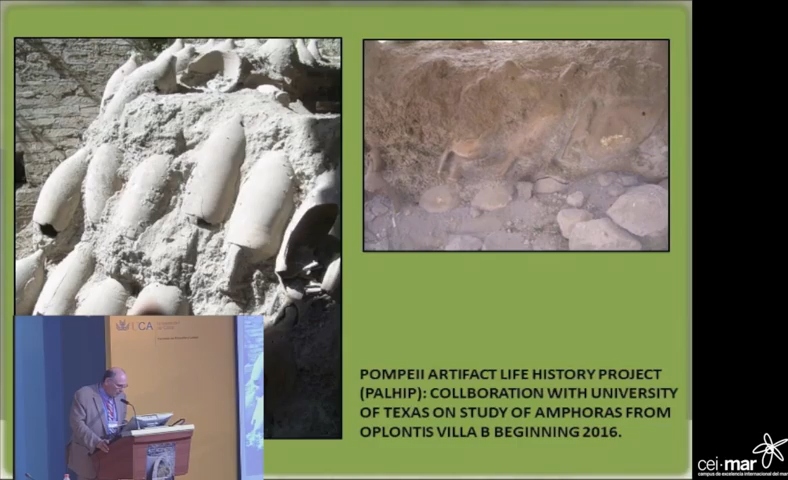 POMPEII ARTIFACT LIFE HISTORY PROJECT
(PALHIP): COLLBORATION WITH UNIVERSITY
OF TEXAS ON STUDY OF AMPHORAS FROM
OPLONTIS VILLA B BEGINNING 2016.
UCA
cei·mar
campus de excelencia internacional del mar